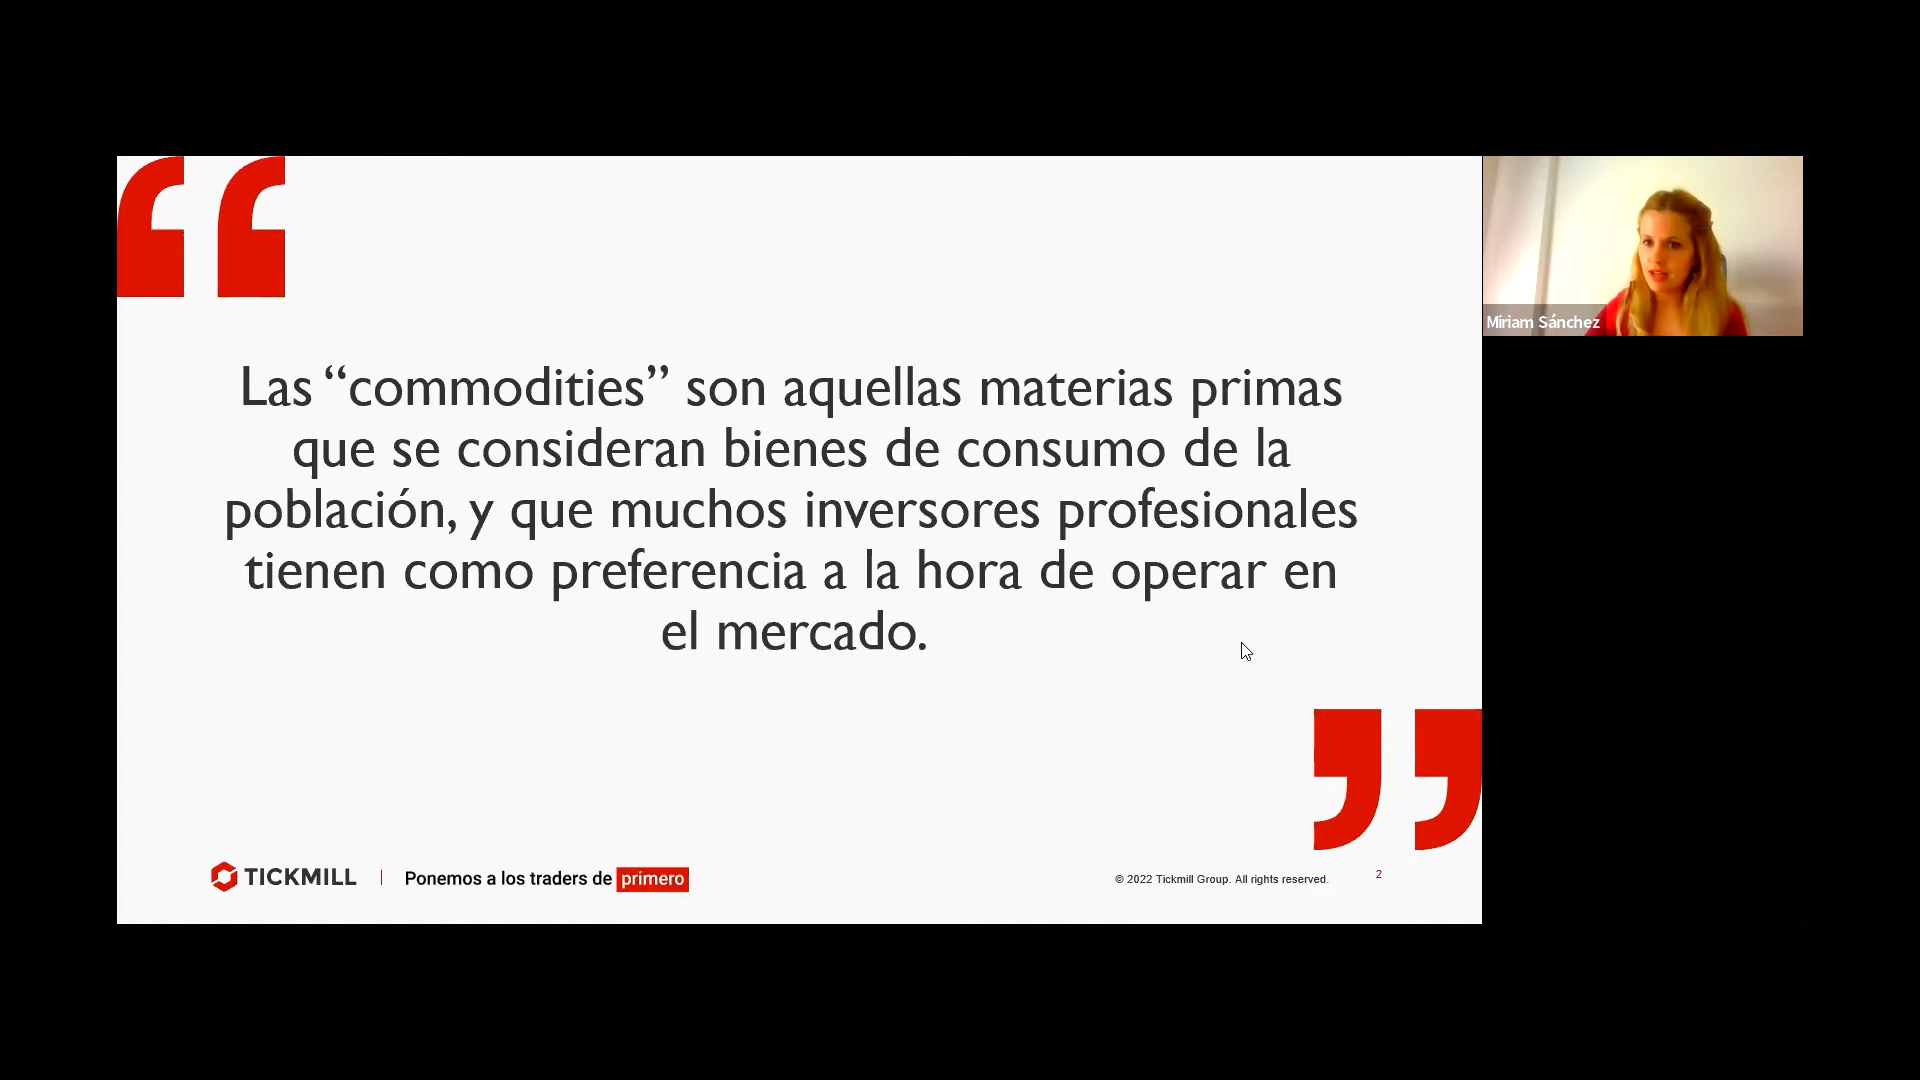 Las “commodities” son aquellas materias primas
que se consideran bienes de consumo de la
población, y que muchos inversores profesionales
tienen como preferencia a la hora de operar en
el mercado.
Miriam Sánchez
TICKMILL | Ponemos a los traders de primero
© 2022 Tickmill Group. All rights reserved.
2